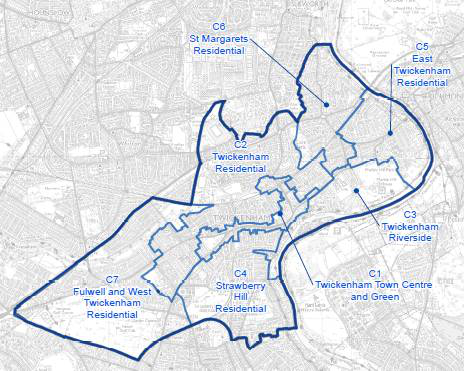 C6
St Margarets
Residential
C5
East
Twickenham
Residential
C2
Twickenham
Residential
TWICKENHAM
C3
Twickenham
Riverside
C7
Fulwell and West
Twickenham
Residential
C4
Strawberry
Hill
Residential
C1
Twickenham Town Centre
and Green